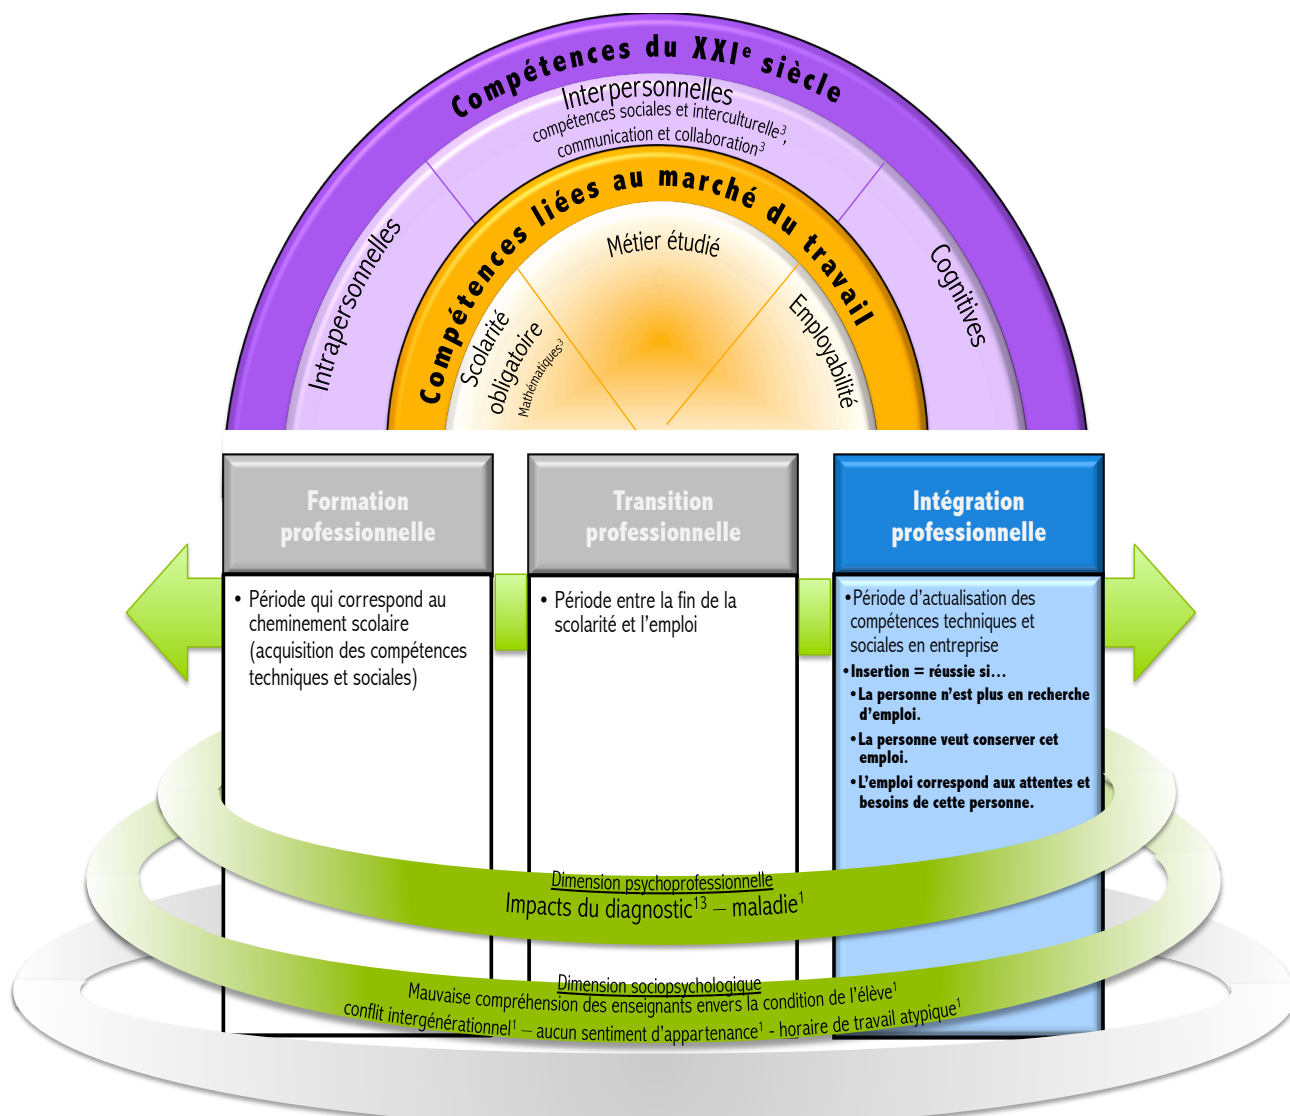 Compétences du XXIe siècle
Interpersonnelles
compétences sociales et interculturelle3,
communication et collaboration3
Intrapersonnelles
Cognitives
Compétences liées au marché du travail
Métier étudié
Scolarité
obligatoire
Mathématiques3
Employabilité
Formation
professionnelle
• Période qui correspond au
cheminement scolaire
(acquisition des compétences
techniques et sociales)
Transition
professionnelle
• Période entre la fin de la
scolarité et l'emploi
Intégration
professionnelle
•Période d'actualisation des
compétences techniques et
sociales en entreprise
•Insertion = réussie si…
•La personne n'est plus en recherche
d'emploi.
•La personne veut conserver cet
emploi.
•L'emploi correspond aux attentes et
besoins de cette personne.
Dimension psychoprofessionnelle
Impacts du diagnostic13 – maladie1
Dimension sociopsychologique
Mauvaise compréhension des enseignants envers la condition de l'élève1
conflit intergénérationnel1 – aucun sentiment d'appartenance1 - horaire de travail atypique1